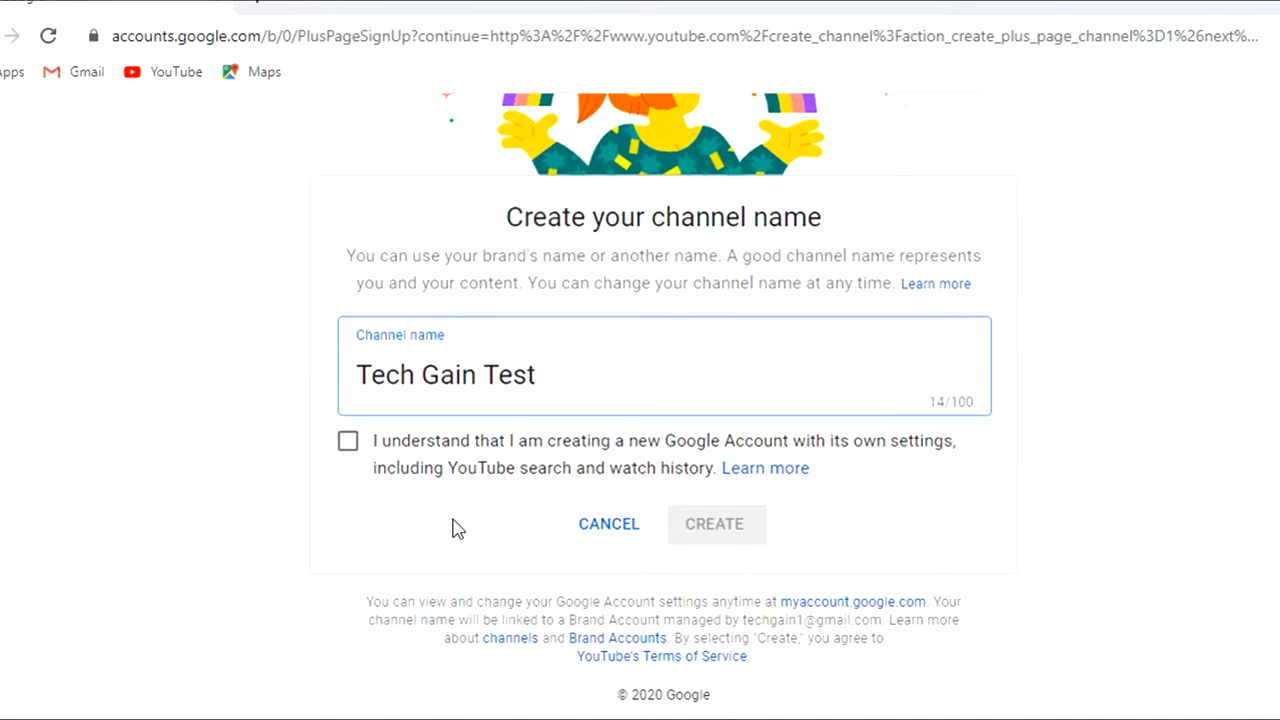 accounts.google.com/b/0/PlusPageSignUp?continue=http%3A%2F%2Fwww.youtube.com%2Fcreate_channel%3Faction_create_plus_page_channel%3D1%26next%...
Gmail YouTube Maps
Create your channel name
You can use your brand's name or another name. A good channel name represents
you and your content. You can change your channel name at any time. Learn more
Channel name
Tech Gain Test
14/100
I understand that I am creating a new Google Account with its own settings,
including YouTube search and watch history. Learn more
CANCEL CREATE
You can view and change your Google Account settings anytime at myaccount.google.com. Your
channel name will be linked to a Brand Account managed by techgain1@gmail.com. Learn more
about channels and Brand Accounts. By selecting "Create," you agree to
YouTube's Terms of Service
© 2020 Google